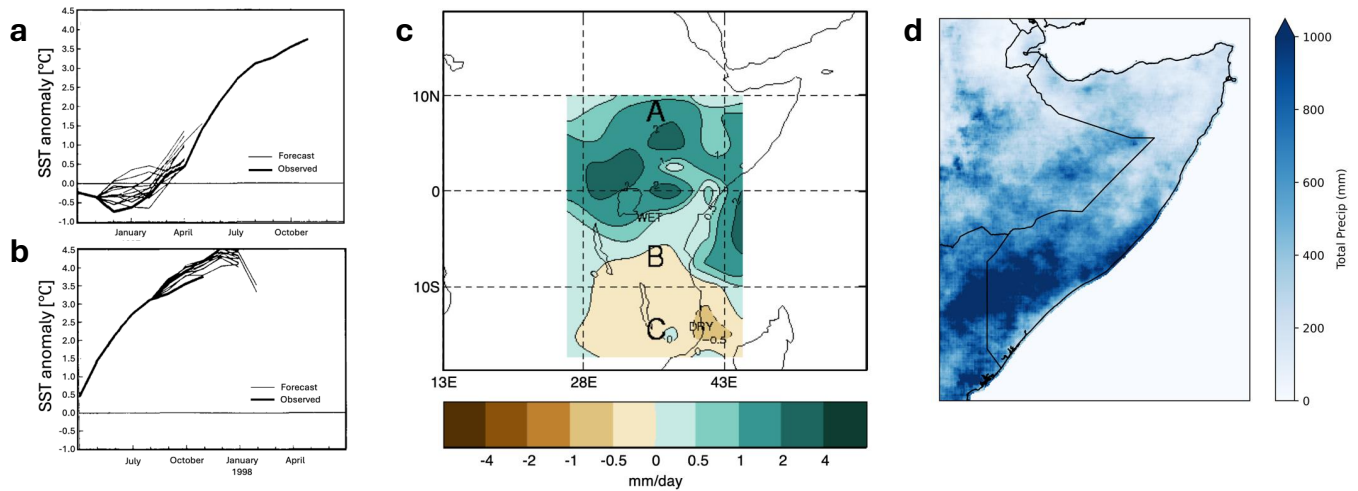 a
4.5
4.0
3.5
3.0
2.5
2.0
1.5
1.0
0.5
0.0
-0.5
-1.0
SST anomaly [°C]
Forecast
Observed
January April July October
b
4.5
4.0
3.5
3.0
2.5
2.0
1.5
1.0
0.5
0.0
-0.5
-1.0
SST anomaly [°C]
Forecast
Observed
July October January April
1998
c
10N
0
10S
13E 28E 43E
A
2
WET
B
C
DRY
-0.5
0
0
-4 -2 -1 -0.5 0 0.5 1 2 4
mm/day
d
1000
800
600
400
200
0
Total Precip (mm)